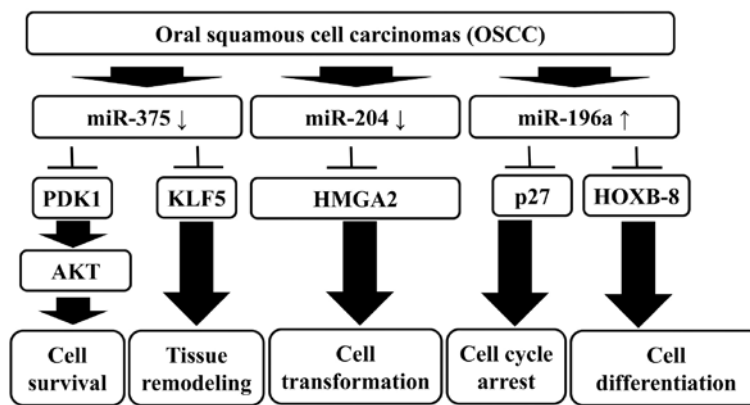 Oral squamous cell carcinomas (OSCC)
miR-375 ↓
miR-204 ↓
miR-196a ↑
PDK1
KLF5
HMGA2
p27
HOXB-8
AKT
Cell
survival
Tissue
remodeling
Cell
transformation
Cell cycle
arrest
Cell
differentiation